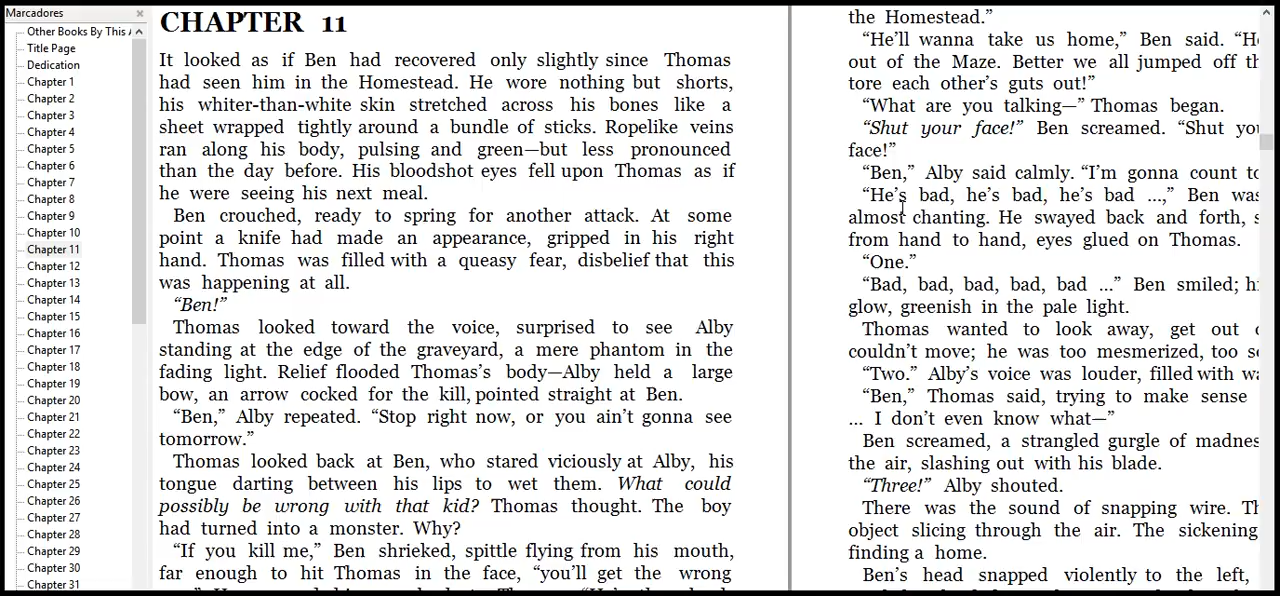 Marcadores
Other Books By This A
Title Page
Dedication
Chapter 1
Chapter 2
Chapter 3
Chapter 4
Chapter 5
Chapter 6
Chapter 7
Chapter 8
Chapter 9
Chapter 10
Chapter 11
Chapter 12
Chapter 13
Chapter 14
Chapter 15
Chapter 16
Chapter 17
Chapter 18
Chapter 19
Chapter 20
Chapter 21
Chapter 22
Chapter 23
Chapter 24
Chapter 25
Chapter 26
Chapter 27
Chapter 28
Chapter 29
Chapter 30
Chapter 31
CHAPTER 11
It looked as if Ben had recovered only slightly since Thomas
had seen him in the Homestead. He wore nothing but shorts,
his whiter-than-white skin stretched across his bones like a
sheet wrapped tightly around a bundle of sticks. Ropelike veins
ran along his body, pulsing and green—but less pronounced
than the day before. His bloodshot eyes fell upon Thomas as if
he were seeing his next meal.
Ben crouched, ready to spring for another attack. At some
point a knife had made an appearance, gripped in his right
hand. Thomas was filled with a queasy fear, disbelief that this
was happening at all.
“Ben!”
Thomas looked toward the voice, surprised to see Alby
standing at the edge of the graveyard, a mere phantom in the
fading light. Relief flooded Thomas’s body—Alby held a large
bow, an arrow cocked for the kill, pointed straight at Ben.
“Ben,” Alby repeated. “Stop right now, or you ain’t gonna see
tomorrow.”
Thomas looked back at Ben, who stared viciously at Alby, his
tongue darting between his lips to wet them. What could
possibly be wrong with that kid? Thomas thought. The boy
had turned into a monster. Why?
“If you kill me,” Ben shrieked, spittle flying from his mouth,
far enough to hit Thomas in the face, “you’ll get the wrong
the Homestead.”
“He’ll wanna take us home,” Ben said. “He
out of the Maze. Better we all jumped off th
tore each other’s guts out!”
“What are you talking—” Thomas began.
“Shut your face!” Ben screamed. “Shut you
face!”
“Ben,” Alby said calmly. “I’m gonna count to
“He’s bad, he’s bad, he’s bad …,” Ben was
almost chanting. He swayed back and forth, s
from hand to hand, eyes glued on Thomas.
“One.”
“Bad, bad, bad, bad, bad …” Ben smiled; hi
glow, greenish in the pale light.
Thomas wanted to look away, get out o
couldn’t move; he was too mesmerized, too sc
“Two.” Alby’s voice was louder, filled with wa
“Ben,” Thomas said, trying to make sense
… I don’t even know what—”
Ben screamed, a strangled gurgle of madnes
the air, slashing out with his blade.
“Three!” Alby shouted.
There was the sound of snapping wire. Th
object slicing through the air. The sickening
finding a home.
Ben’s head snapped violently to the left,